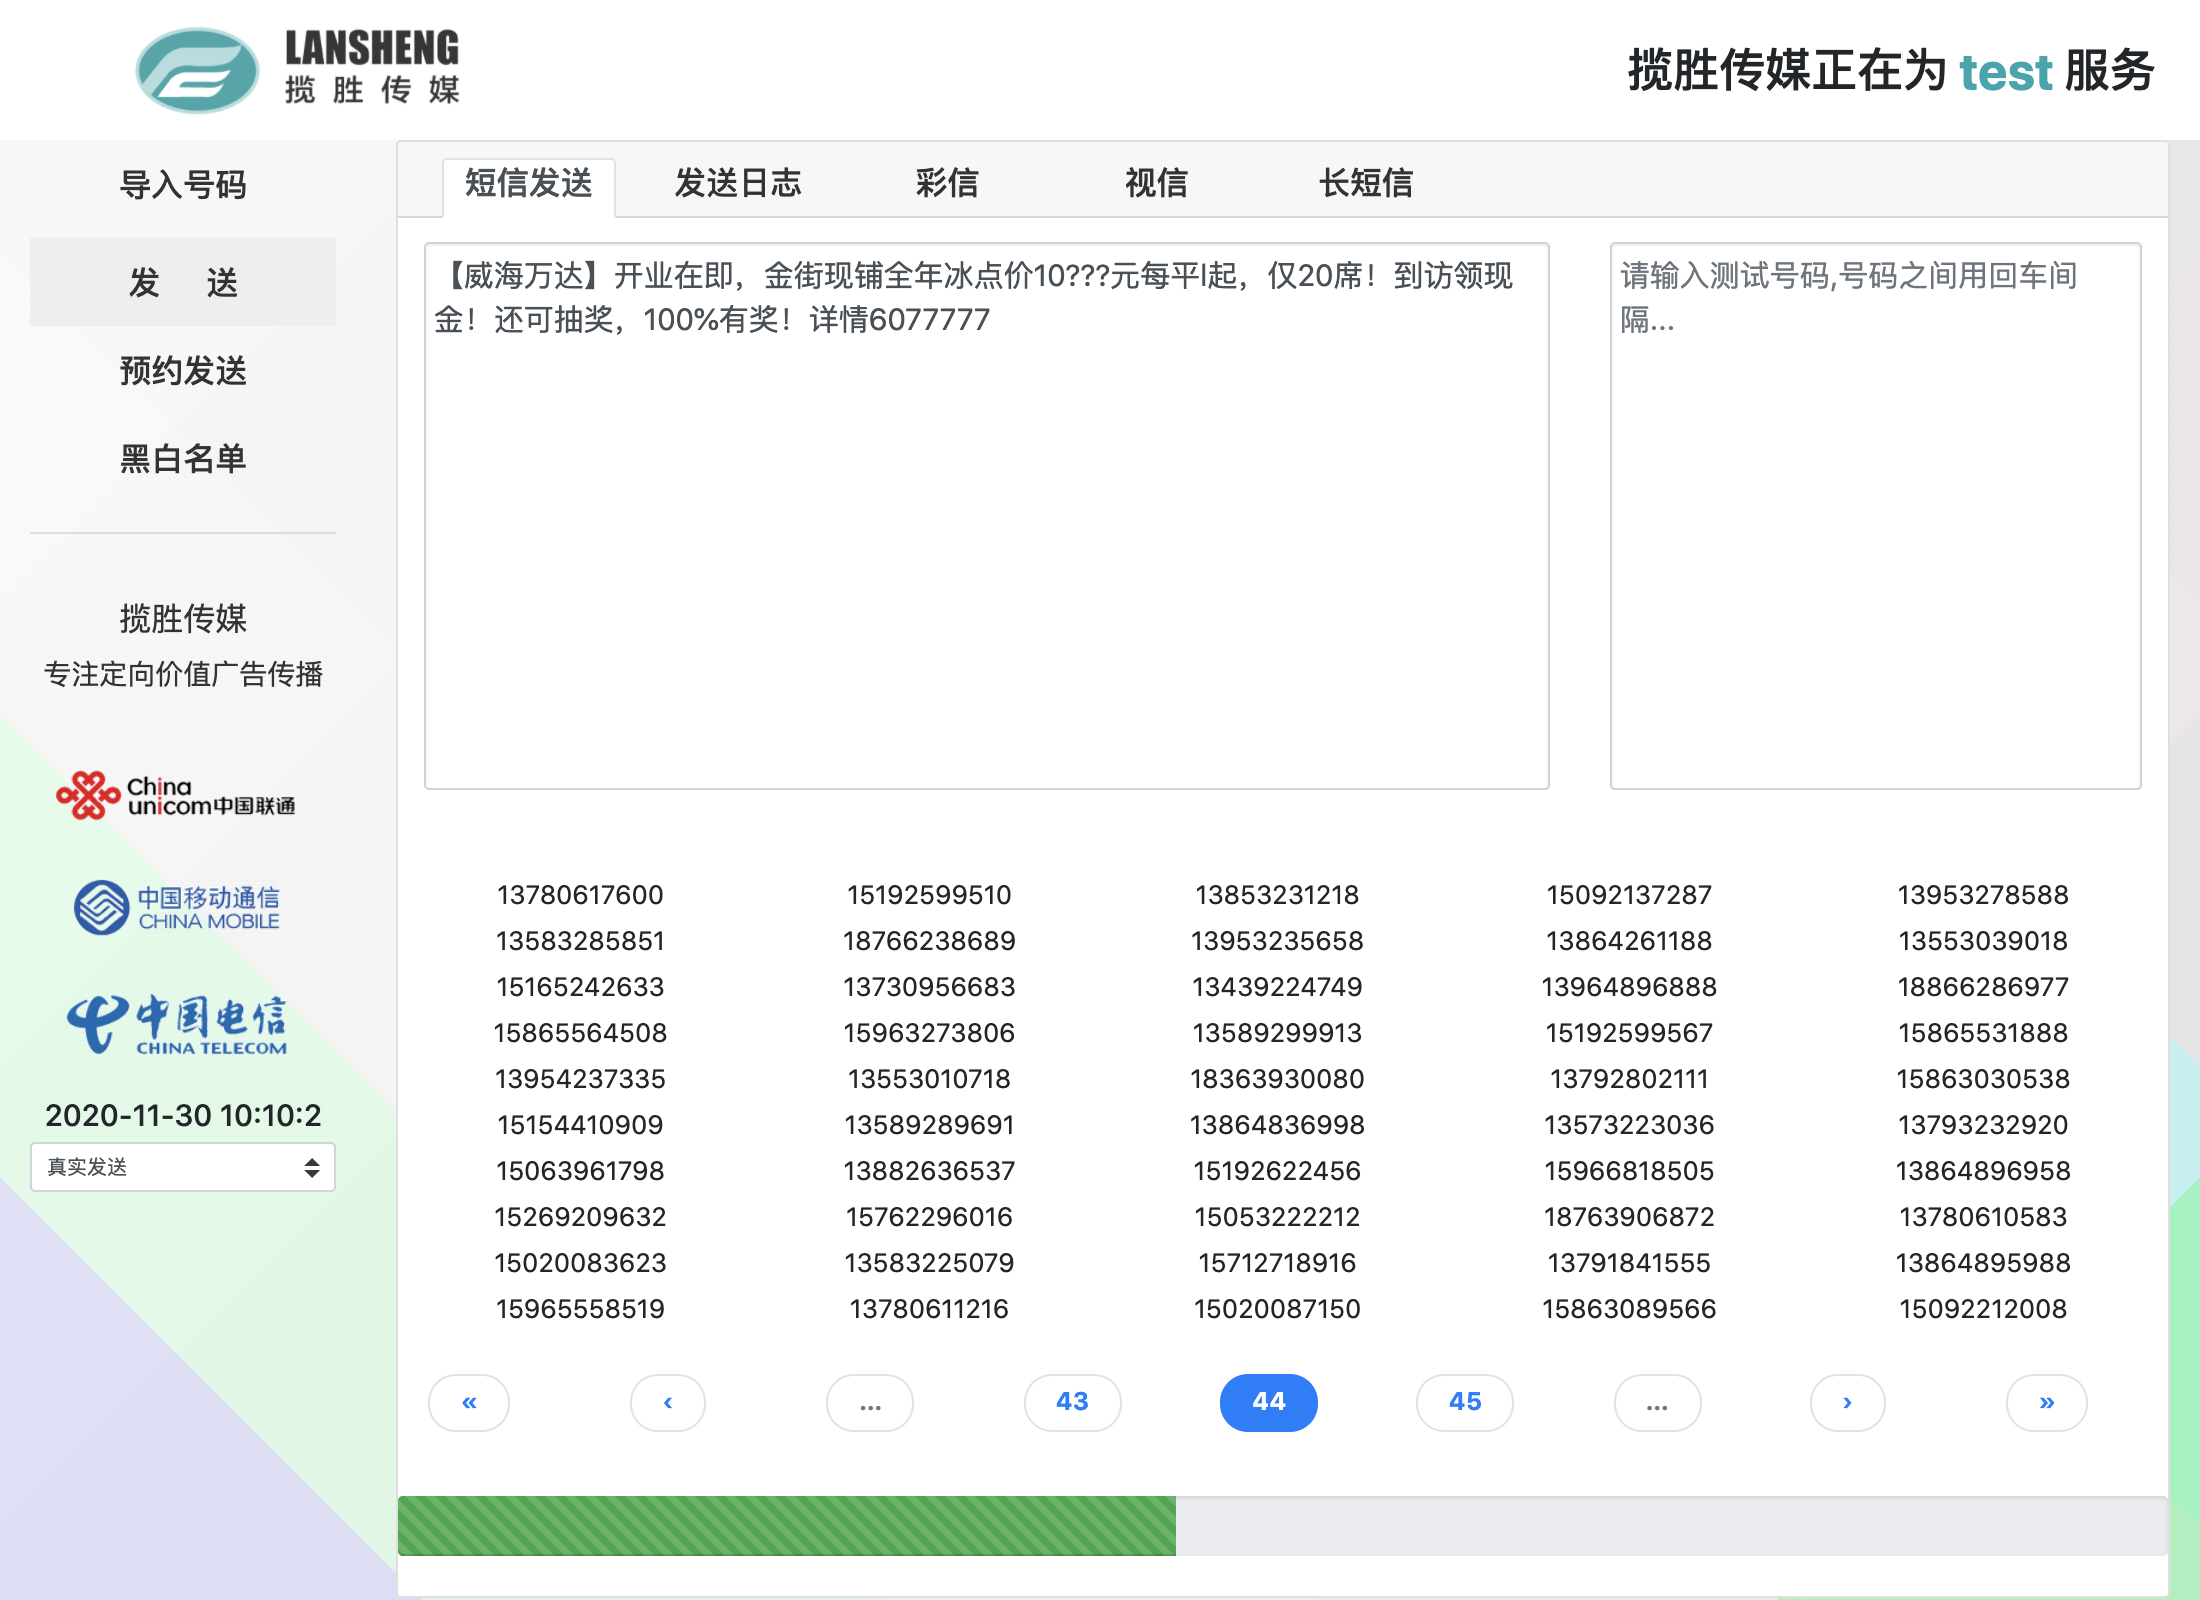 LANSHENG
揽胜传媒
揽胜传媒正在为 test 服务
导入号码
发 送
预约发送
黑白名单
揽胜传媒
专注定向价值广告传播
China
unicom中国联通
中国移动通信
CHINA MOBILE
中国电信
CHINA TELECOM
2020-11-30 10:10:2
真实发送
短信发送 发送日志 彩信 视信 长短信
【威海万达】开业在即，金街现铺全年冰点价10???元每平l起，仅20席！到访领现
金！还可抽奖，100%有奖！详情6077777
请输入测试号码,号码之间用回车间
隔...
13780617600 15192599510 13853231218 15092137287 13953278588
13583285851 18766238689 13953235658 13864261188 13553039018
15165242633 13730956683 13439224749 13964896888 18866286977
15865564508 15963273806 13589299913 15192599567 15865531888
13954237335 13553010718 18363930080 13792802111 15863030538
15154410909 13589289691 13864836998 13573223036 13793232920
15063961798 13882636537 15192622456 15966818505 13864896958
15269209632 15762296016 15053222212 18763906872 13780610583
15020083623 13583225079 15712718916 13791841555 13864895988
15965558519 13780611216 15020087150 15863089566 15092212008
« ‹ ... 43 44 45 ... › »